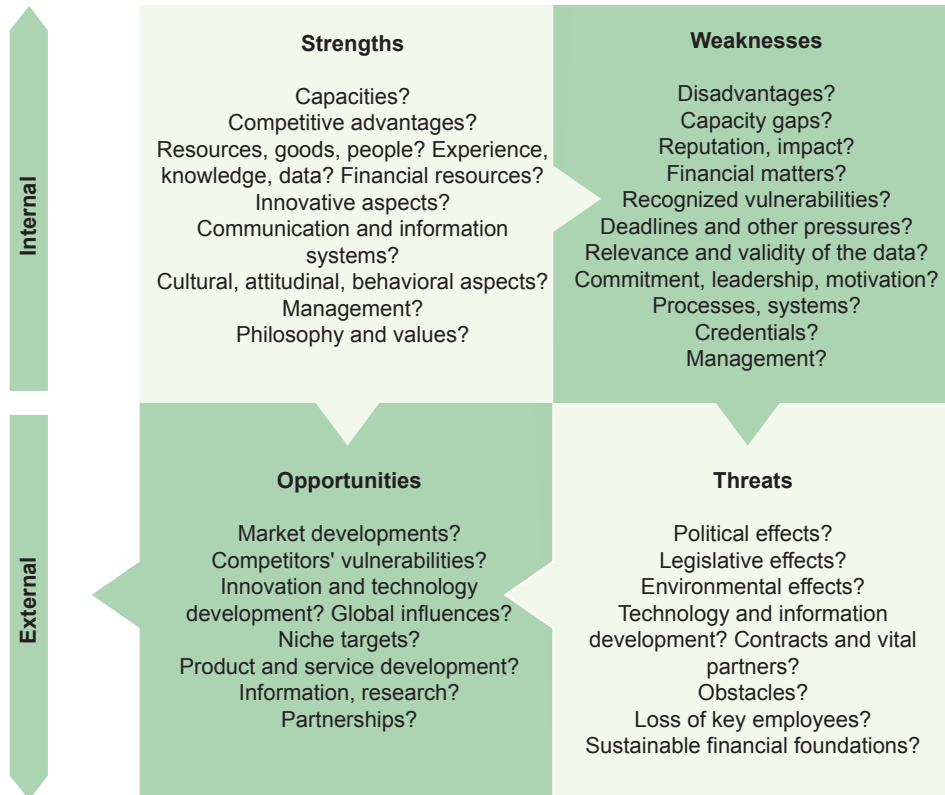 Internal
Strengths
Capacities?
Competitive advantages?
Resources, goods, people? Experience,
knowledge, data? Financial resources?
Innovative aspects?
Communication and information
systems?
Cultural, attitudinal, behavioral aspects?
Management?
Philosophy and values?
Weaknesses
Disadvantages?
Capacity gaps?
Reputation, impact?
Financial matters?
Recognized vulnerabilities?
Deadlines and other pressures?
Relevance and validity of the data?
Commitment, leadership, motivation?
Processes, systems?
Credentials?
Management?
External
Opportunities
Market developments?
Competitors' vulnerabilities?
Innovation and technology
development? Global influences?
Niche targets?
Product and service development?
Information, research?
Partnerships?
Threats
Political effects?
Legislative effects?
Environmental effects?
Technology and information
development? Contracts and vital
partners?
Obstacles?
Loss of key employees?
Sustainable financial foundations?